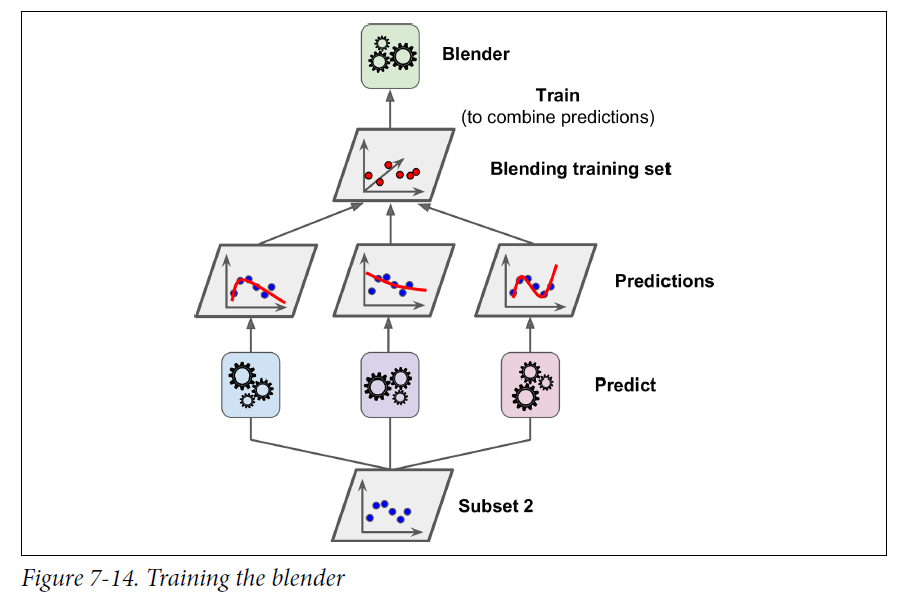 Blender
Train
(to combine predictions)
Blending training set
Predictions
Predict
Subset 2
Figure 7-14. Training the blender